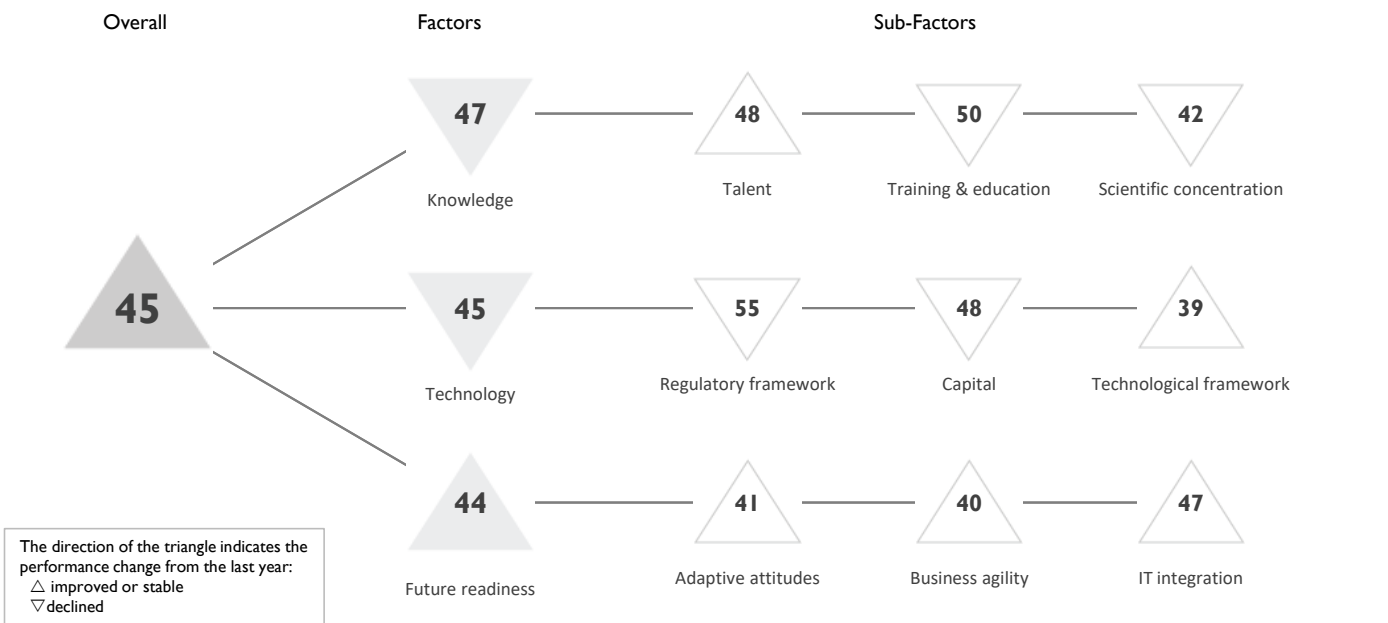 Overall
Factors
Sub-Factors
47
48
50
42
Knowledge
Talent
Training & education
Scientific concentration
45
45
55
48
39
Technology
Regulatory framework
Capital
Technological framework
44
41
40
47
Future readiness
Adaptive attitudes
Business agility
IT integration
The direction of the triangle indicates the
performance change from the last year:
△ improved or stable
▽ declined